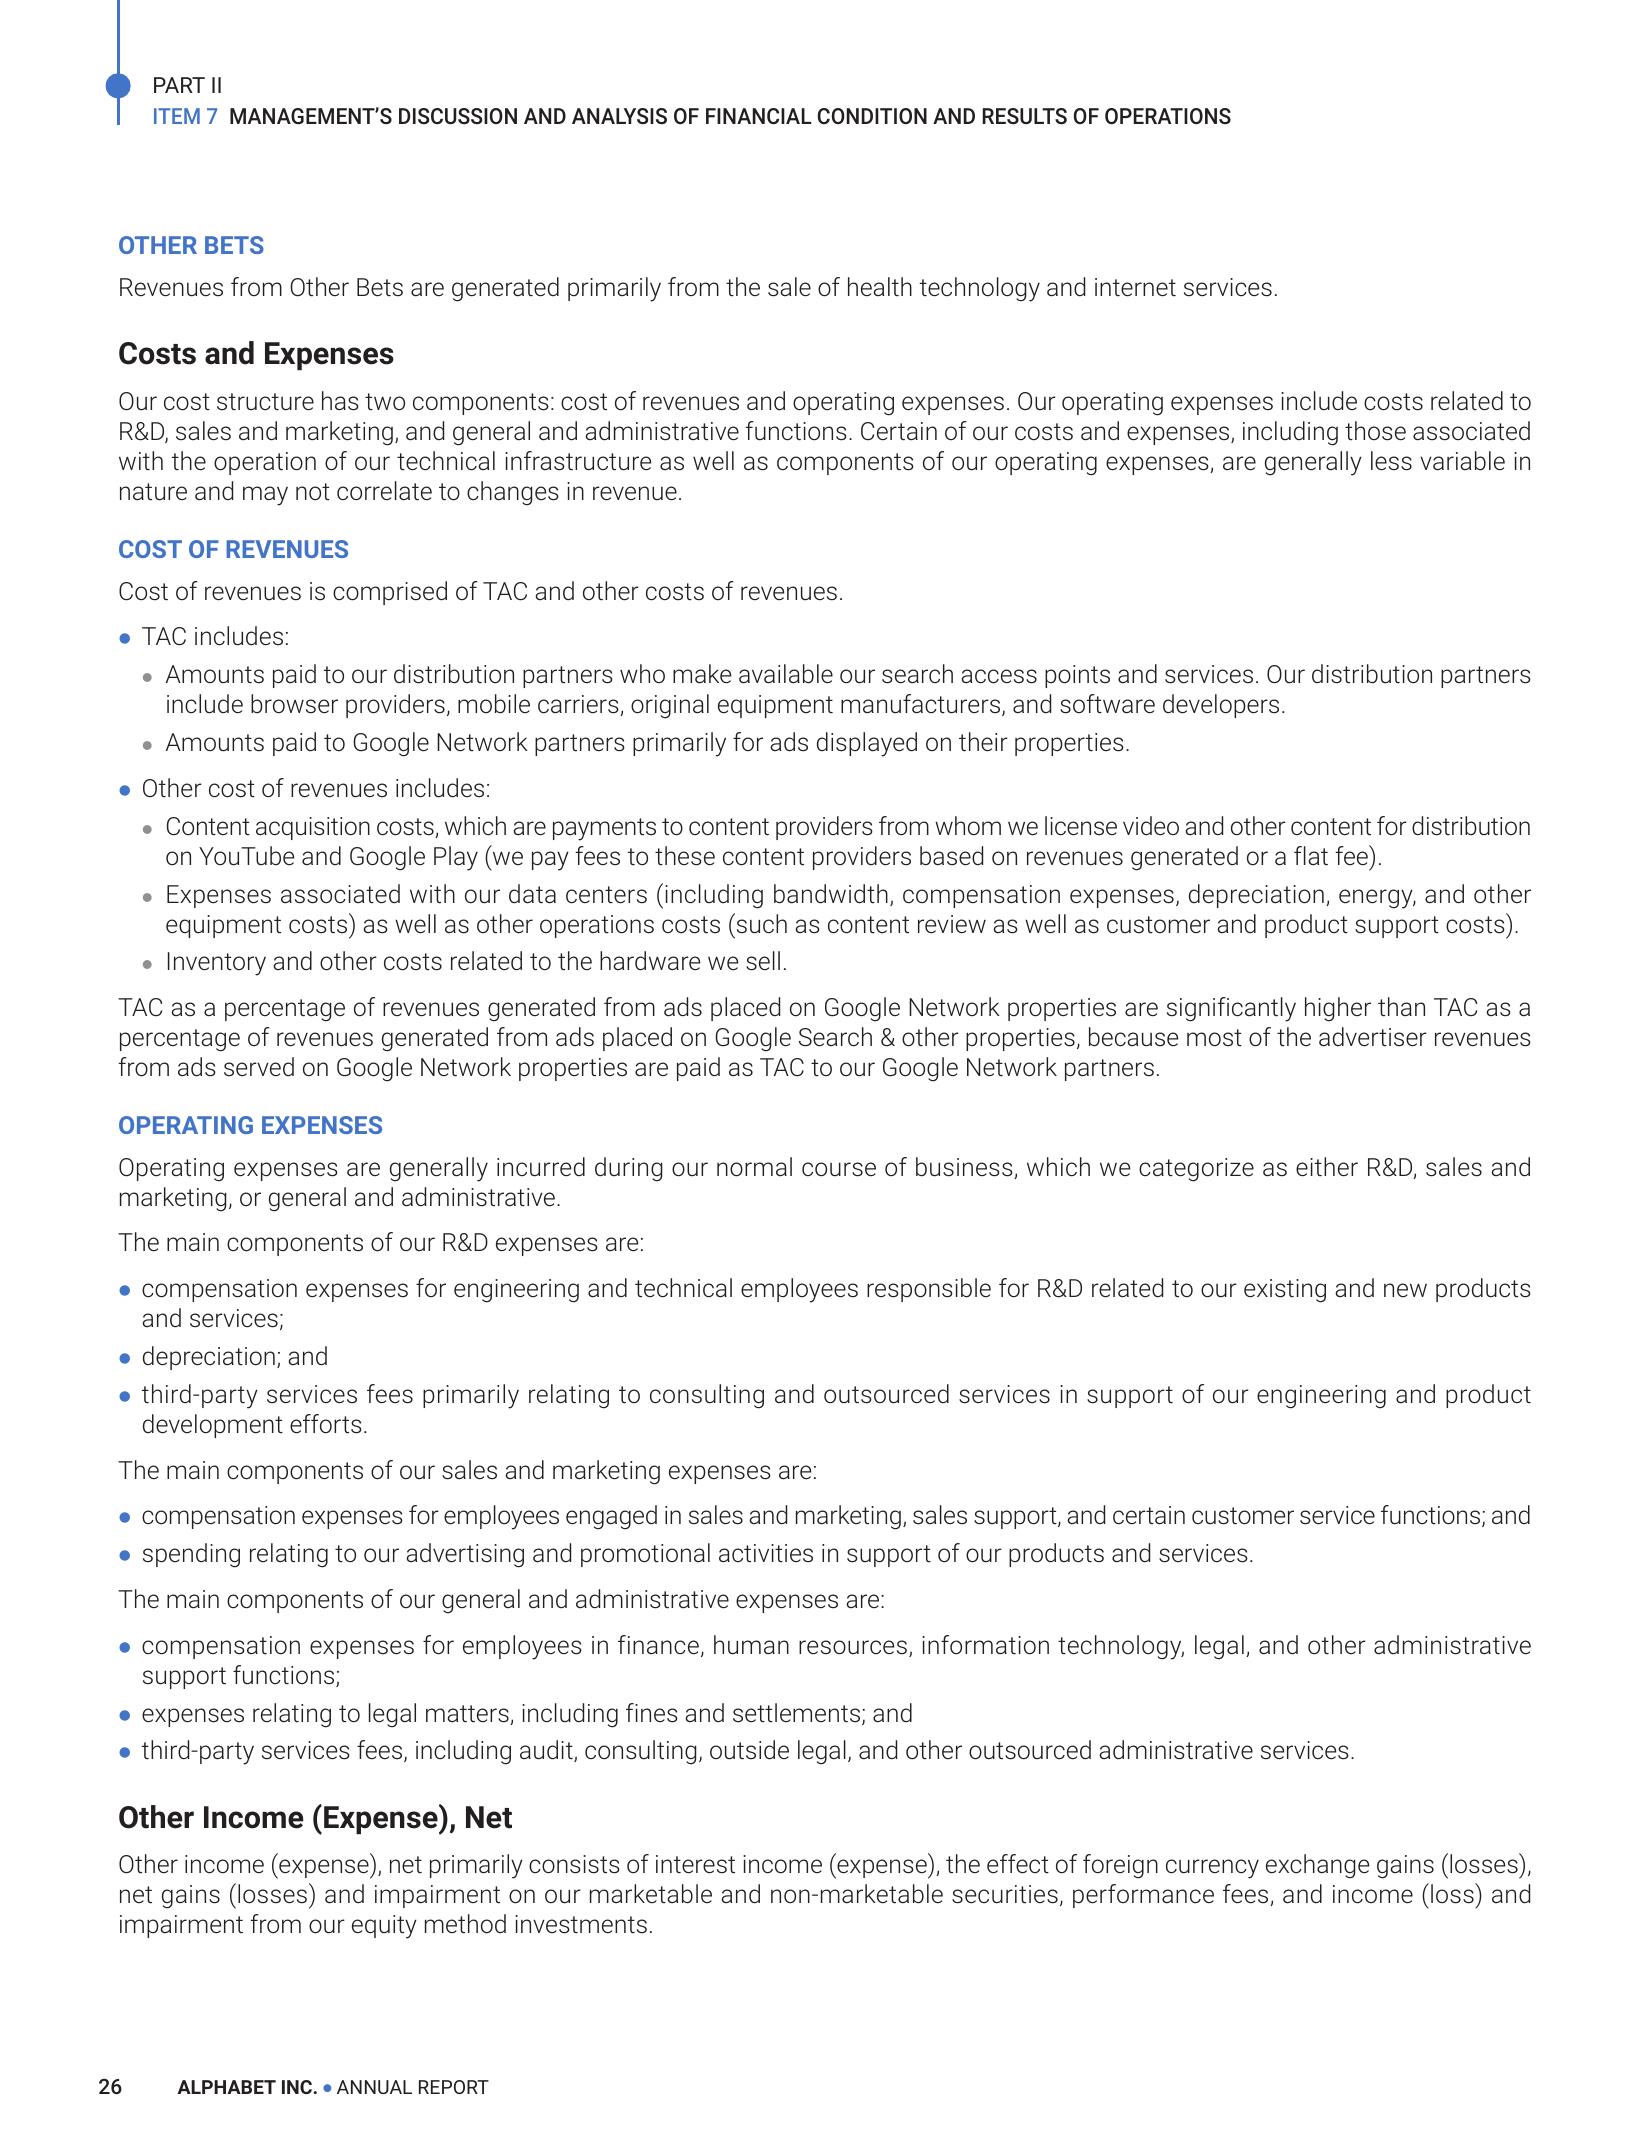 PART II
ITEM 7 MANAGEMENT’S DISCUSSION AND ANALYSIS OF FINANCIAL CONDITION AND RESULTS OF OPERATIONS
OTHER BETS
Revenues from Other Bets are generated primarily from the sale of health technology and internet services.
Costs and Expenses
Our cost structure has two components: cost of revenues and operating expenses. Our operating expenses include costs related to
R&D, sales and marketing, and general and administrative functions. Certain of our costs and expenses, including those associated
with the operation of our technical infrastructure as well as components of our operating expenses, are generally less variable in
nature and may not correlate to changes in revenue.
COST OF REVENUES
Cost of revenues is comprised of TAC and other costs of revenues.
● TAC includes:
● Amounts paid to our distribution partners who make available our search access points and services. Our distribution partners
include browser providers, mobile carriers, original equipment manufacturers, and software developers.
● Amounts paid to Google Network partners primarily for ads displayed on their properties.
● Other cost of revenues includes:
● Content acquisition costs, which are payments to content providers from whom we license video and other content for distribution
on YouTube and Google Play (we pay fees to these content providers based on revenues generated or a flat fee).
● Expenses associated with our data centers (including bandwidth, compensation expenses, depreciation, energy, and other
equipment costs) as well as other operations costs (such as content review as well as customer and product support costs).
● Inventory and other costs related to the hardware we sell.
TAC as a percentage of revenues generated from ads placed on Google Network properties are significantly higher than TAC as a
percentage of revenues generated from ads placed on Google Search & other properties, because most of the advertiser revenues
from ads served on Google Network properties are paid as TAC to our Google Network partners.
OPERATING EXPENSES
Operating expenses are generally incurred during our normal course of business, which we categorize as either R&D, sales and
marketing, or general and administrative.
The main components of our R&D expenses are:
● compensation expenses for engineering and technical employees responsible for R&D related to our existing and new products
and services;
● depreciation; and
● third-party services fees primarily relating to consulting and outsourced services in support of our engineering and product
development efforts.
The main components of our sales and marketing expenses are:
● compensation expenses for employees engaged in sales and marketing, sales support, and certain customer service functions; and
● spending relating to our advertising and promotional activities in support of our products and services.
The main components of our general and administrative expenses are:
● compensation expenses for employees in finance, human resources, information technology, legal, and other administrative
support functions;
● expenses relating to legal matters, including fines and settlements; and
● third-party services fees, including audit, consulting, outside legal, and other outsourced administrative services.
Other Income (Expense), Net
Other income (expense), net primarily consists of interest income (expense), the effect of foreign currency exchange gains (losses),
net gains (losses) and impairment on our marketable and non-marketable securities, performance fees, and income (loss) and
impairment from our equity method investments.
26 ALPHABET INC. ● ANNUAL REPORT